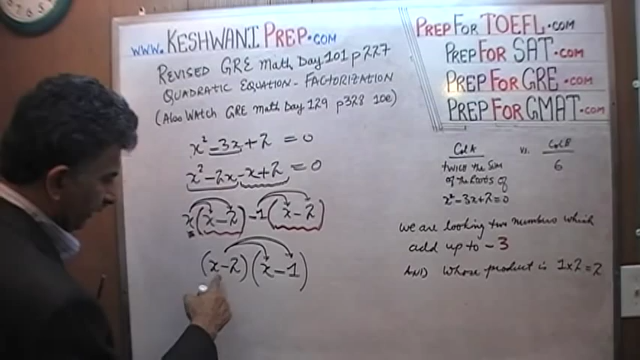 www.KESHWANI PREP.com
REVISED GRE Math Day 101 p 227
QUADRATIC EQUATION - FACTORIZATION
(Also WATCH GRE Math Day 129 p 328 10e)
x² - 3x + 2 = 0
x² - 2x - x + 2 = 0
x(x-2) - 1(x-2)
(x-2)(x-1)
PREP FOR TOEFL.com
PREP FOR SAT.com
PREP FOR GRE.com
PREP FOR GMAT.com
Col A vs. Col B
twice the Sum 6
of the Roots of
x² - 3x + 2 = 0
we are looking two numbers which
add up to -3
AND whose product is 1x2=2